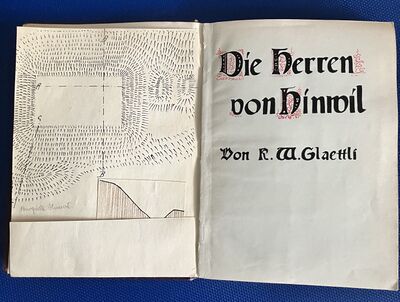 Die Herren
von Hinwil
Von K. W. Glaettli